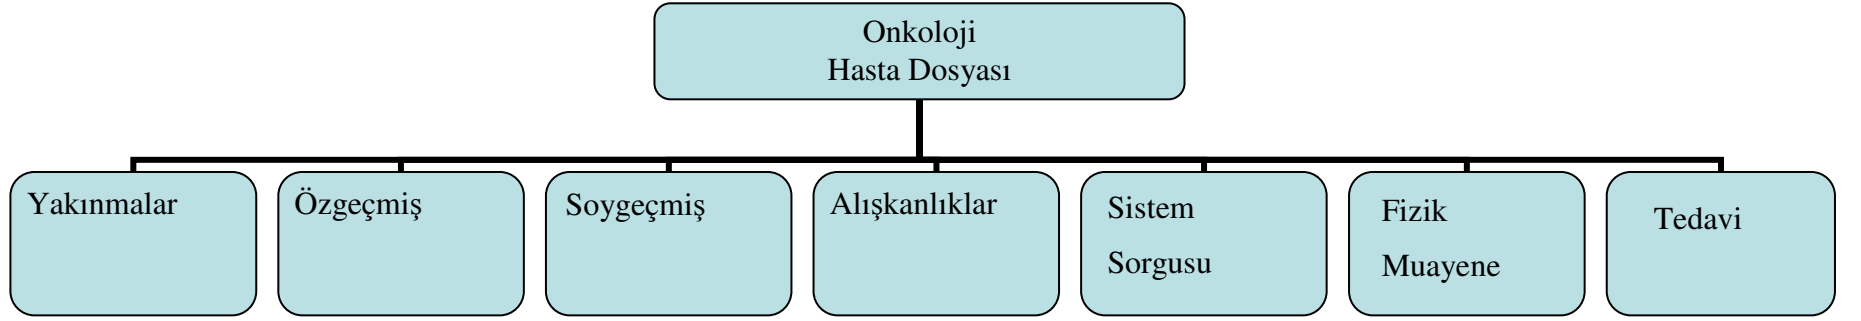 Onkoloji
Hasta Dosyası
Yakınmalar
Özgeçmiş
Soygeçmiş
Alışkanlıklar
Sistem
Sorgusu
Fizik
Muayene
Tedavi